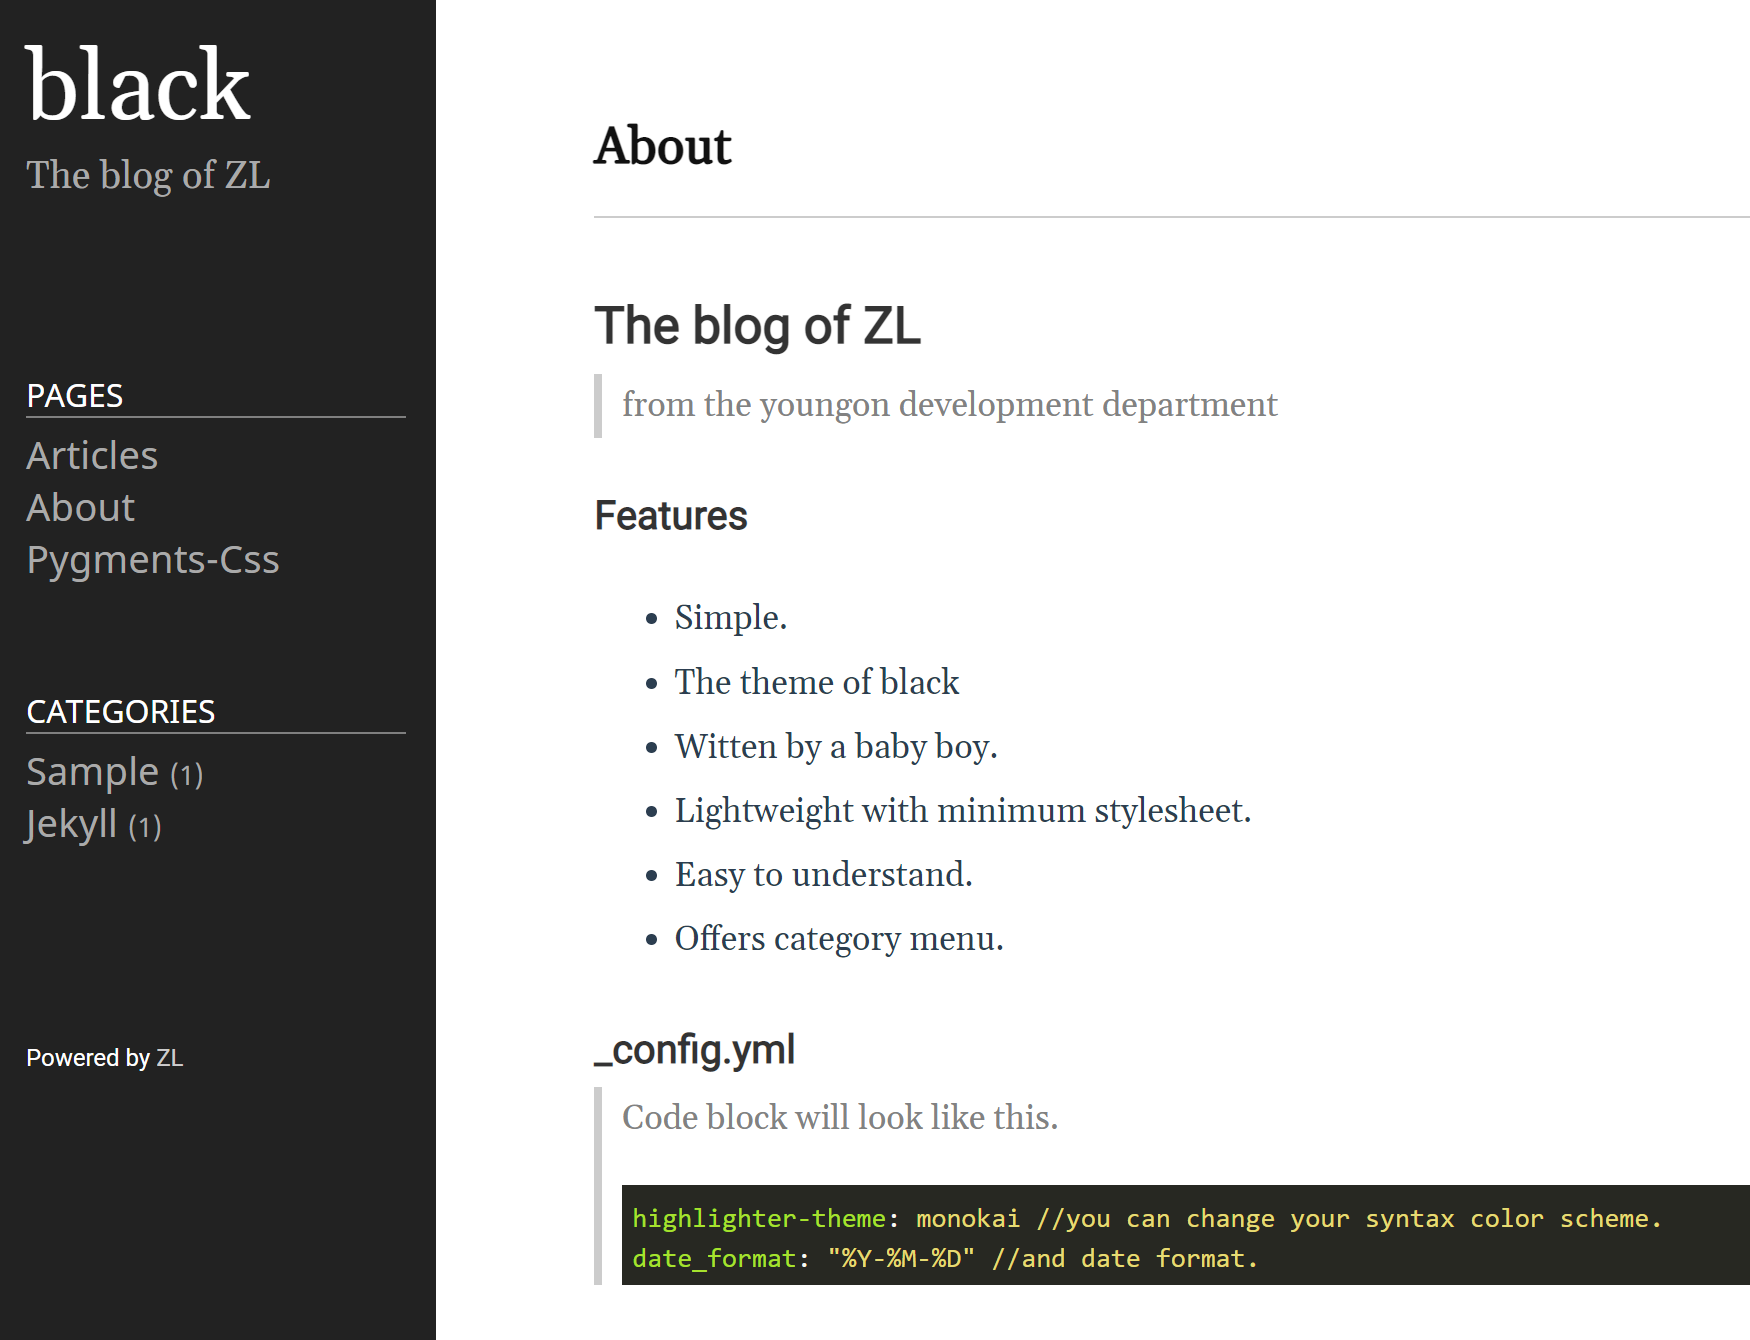 black
The blog of ZL
PAGES
Articles
About
Pygments-Css
CATEGORIES
Sample (1)
Jekyll (1)
Powered by ZL
About
The blog of ZL
from the youngon development department
Features
Simple.
The theme of black
Witten by a baby boy.
Lightweight with minimum stylesheet.
Easy to understand.
Offers category menu.
_config.yml
Code block will look like this.
highlighter-theme: monokai //you can change your syntax color scheme.
date_format: "%Y-%M-%D" //and date format.